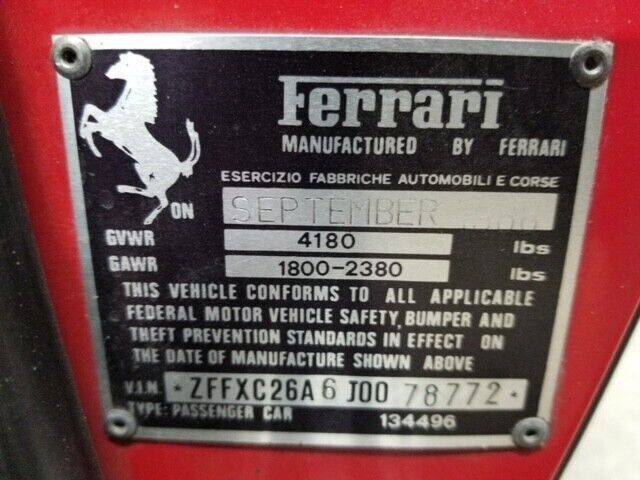 Ferrari
MANUFACTURED BY FERRARI
ESERCIZIO FABBRICHE AUTOMOBILI E CORSE
ON SEPTEMBER
GVWR 4180 lbs
GAWR 1800-2380 lbs
THIS VEHICLE CONFORMS TO ALL APPLICABLE
FEDERAL MOTOR VEHICLE SAFETY, BUMPER AND
THEFT PREVENTION STANDARDS IN EFFECT ON
THE DATE OF MANUFACTURE SHOWN ABOVE
V.I.N. *ZFFXC26A6J0078772*
TYPE: PASSENGER CAR 134496